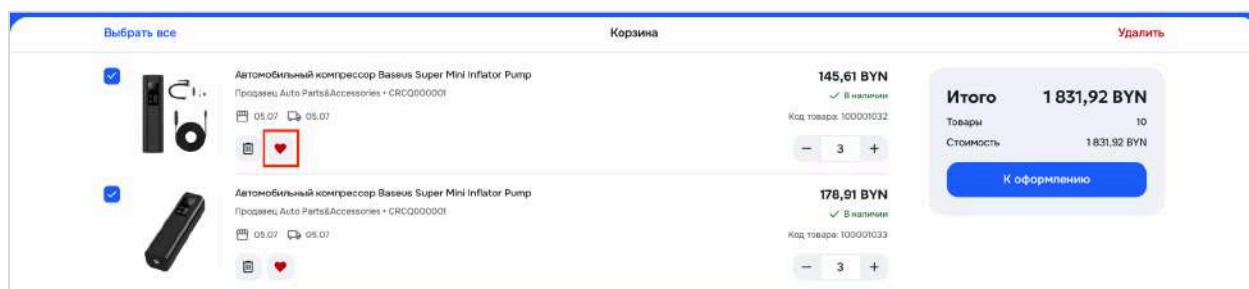 Выбрать все
Корзина
Удалить
Автомобильный компрессор Baseus Super Mini Inflator Pump
Продавец Auto Parts&Accessories • CRCQ000001
05.07 05.07
3
145,61 BYN
В наличии
Код товара: 100001032
Автомобильный компрессор Baseus Super Mini Inflator Pump
Продавец Auto Parts&Accessories • CRCQ000001
05.07 05.07
3
178,91 BYN
В наличии
Код товара: 100001033
Итого 1 831,92 BYN
Товары 10
Стоимость 1 831,92 BYN
К оформлению